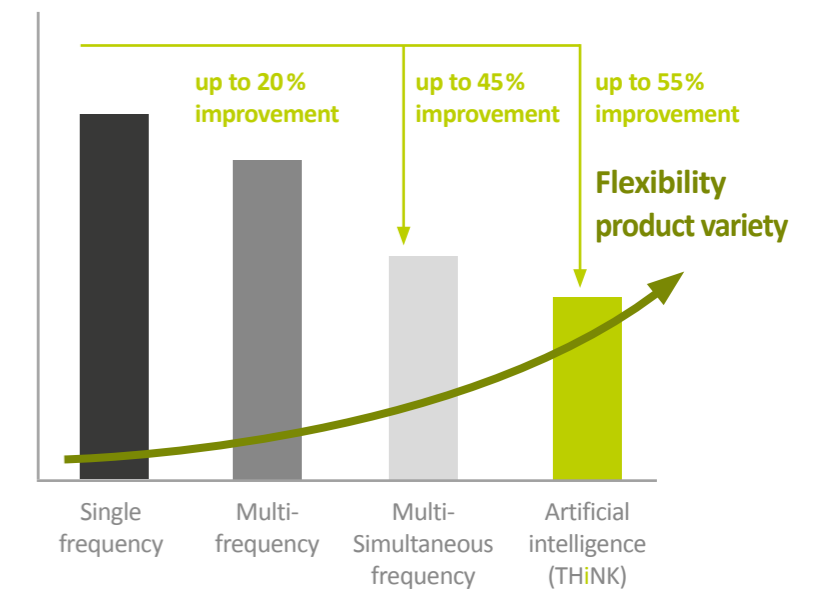 up to 20 %
improvement
up to 45 %
improvement
up to 55 %
improvement
Flexibility
product variety
Single
frequency
Multi-
frequency
Multi-
Simultaneous
frequency
Artificial
intelligence
(THiNK)